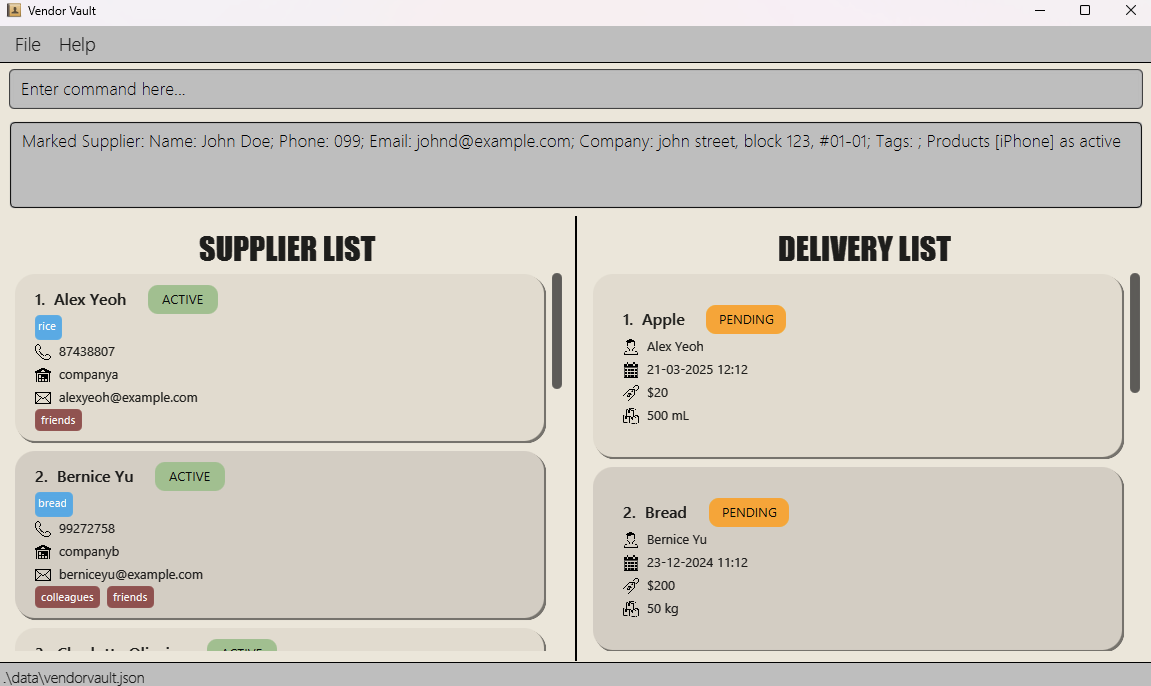 Vendor Vault
File Help
Enter command here...
Marked Supplier: Name: John Doe; Phone: 099; Email: johnd@example.com; Company: john street, block 123, #01-01; Tags: ; Products [iPhone] as active
SUPPLIER LIST
1. Alex Yeoh ACTIVE
rice
87438807
companya
alexyeoh@example.com
friends
2. Bernice Yu ACTIVE
bread
99272758
companyb
berniceyu@example.com
colleagues friends
DELIVERY LIST
1. Apple PENDING
Alex Yeoh
21-03-2025 12:12
$20
500 mL
2. Bread PENDING
Bernice Yu
23-12-2024 11:12
$200
50 kg
.\data\vendorvault.json